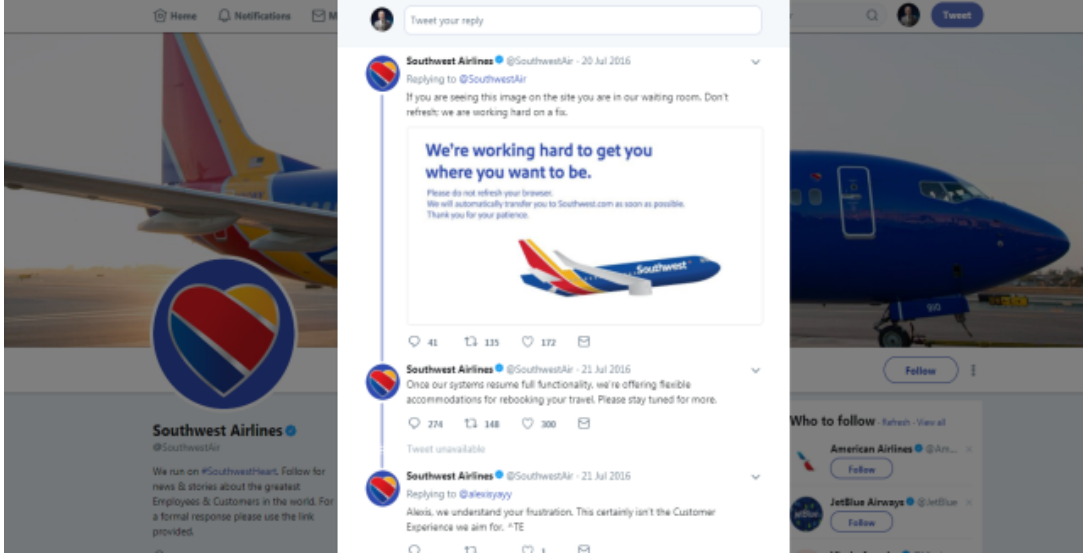 Home
Notifications
M
Tweet your reply
Tweet
Southwest Airlines @SouthwestAir · 20 Jul 2016
Replying to @SouthwestAir
If you are seeing this image on the site you are in our waiting room. Don't
refresh; we are working hard on a fix.
We're working hard to get you
where you want to be.
Please do not refresh your browser.
We will automatically transfer you to Southwest.com as soon as possible.
Thank you for your patience.
Southwest
41 135 172
Southwest Airlines @SouthwestAir · 21 Jul 2016
Once our systems resume full functionality, we're offering flexible
accommodations for rebooking your travel. Please stay tuned for more.
274 148 300
Tweet unavailable
Southwest Airlines @SouthwestAir · 21 Jul 2016
Replying to @alexisyayy
Alexis, we understand your frustration. This certainly isn't the Customer
Experience we aim for. ^TE
1
Southwest Airlines
@SouthwestAir
We run on #SouthwestHeart. Follow for
news & stories about the greatest
Employees & Customers in the world. For
a formal response please use the link
provided.
910
Follow
Who to follow · Refresh · View all
American Airlines @Am...
Follow
JetBlue Airways @JetBlue
Follow